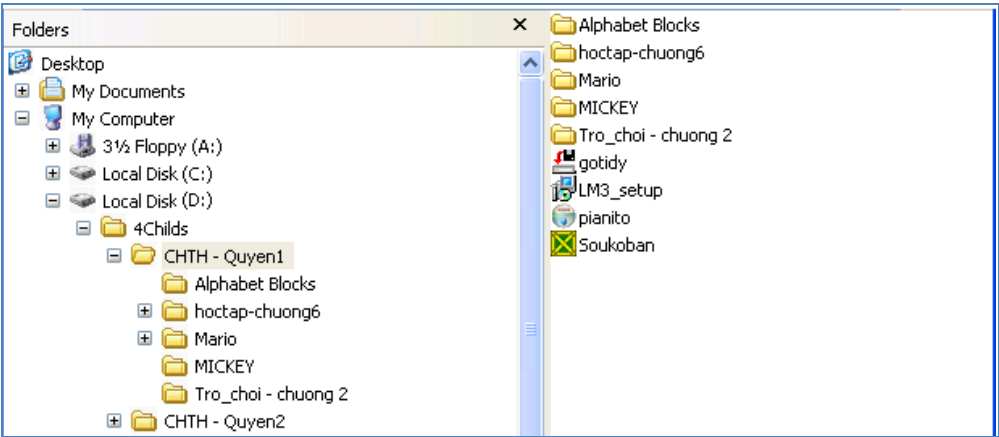 Folders
Desktop
My Documents
My Computer
3½ Floppy (A:)
Local Disk (C:)
Local Disk (D:)
4Childs
CHTH - Quyen1
Alphabet Blocks
hoctap-chuong6
Mario
MICKEY
Tro_choi - chuong 2
CHTH - Quyen2
Alphabet Blocks
hoctap-chuong6
Mario
MICKEY
Tro_choi - chuong 2
gotidy
LM3_setup
pianito
Soukoban